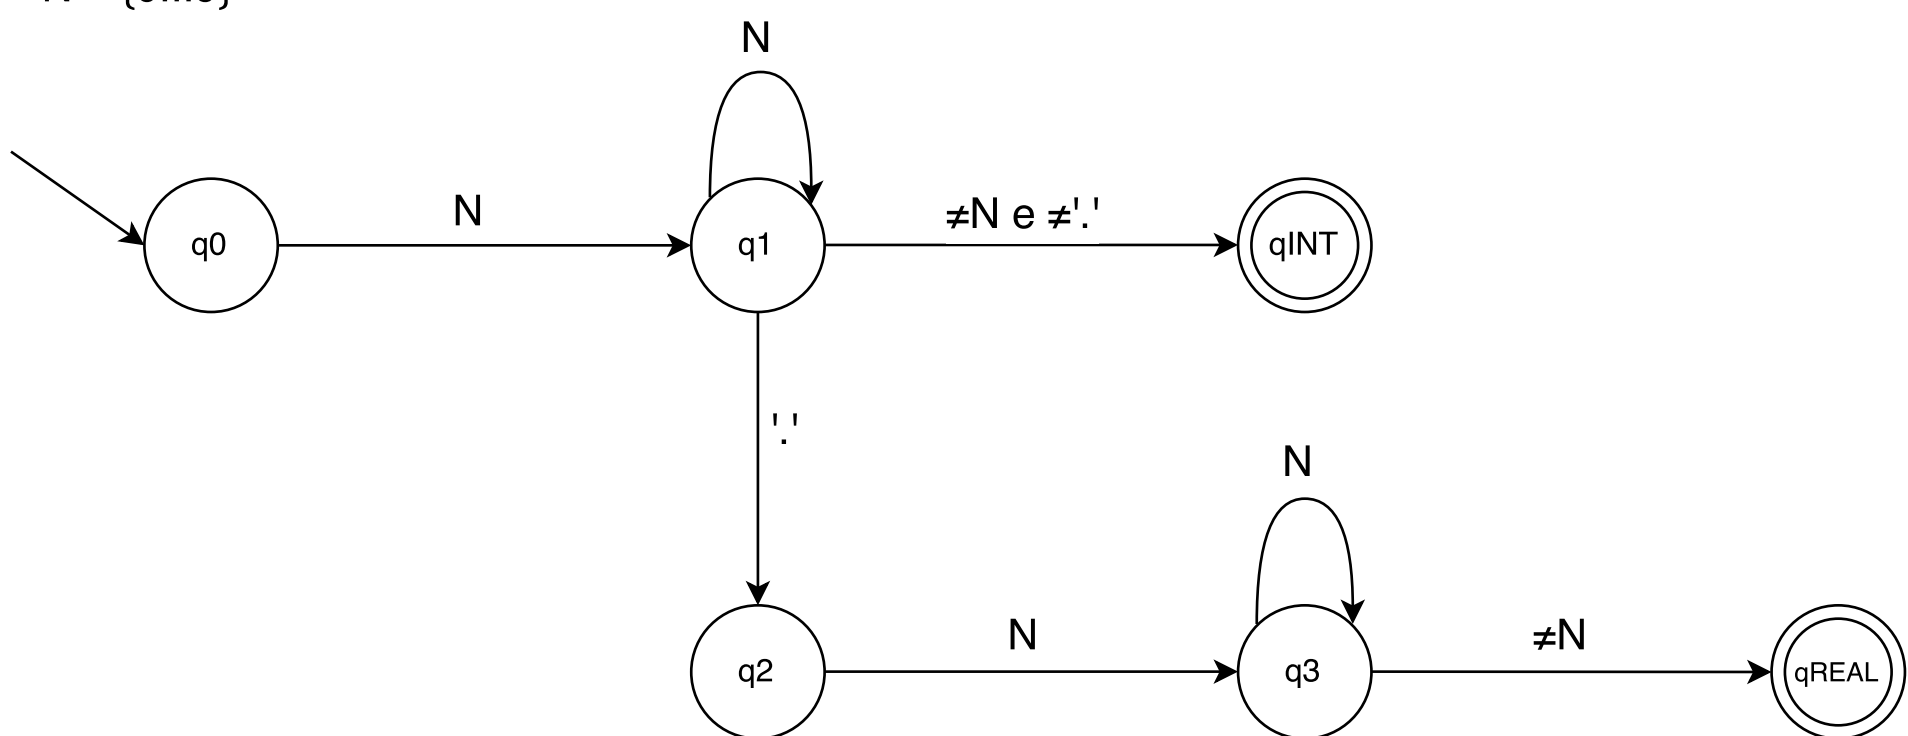 N
N
≠N e ≠'.'
q0
q1
qINT
'.'
N
N
≠N
q2
q3
qREAL